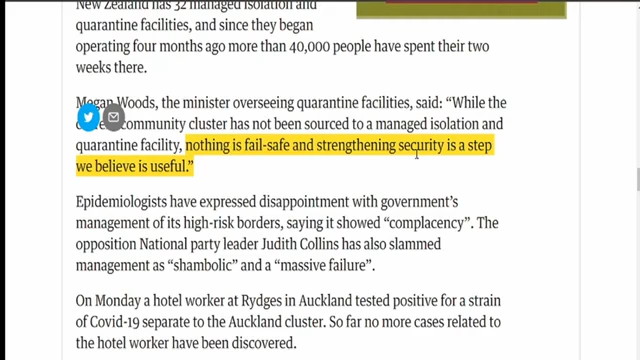 New Zealand has 32 managed isolation and
quarantine facilities, and since they began
operating four months ago more than 40,000 people have spent their two
weeks there.
Megan Woods, the minister overseeing quarantine facilities, said: “While the
community cluster has not been sourced to a managed isolation and
quarantine facility, nothing is fail-safe and strengthening security is a step
we believe is useful.”
Epidemiologists have expressed disappointment with government’s
management of its high-risk borders, saying it showed “complacency”. The
opposition National party leader Judith Collins has also slammed
management as “shambolic” and a “massive failure”.
On Monday a hotel worker at Rydges in Auckland tested positive for a strain
of Covid-19 separate to the Auckland cluster. So far no more cases related to
the hotel worker have been discovered.